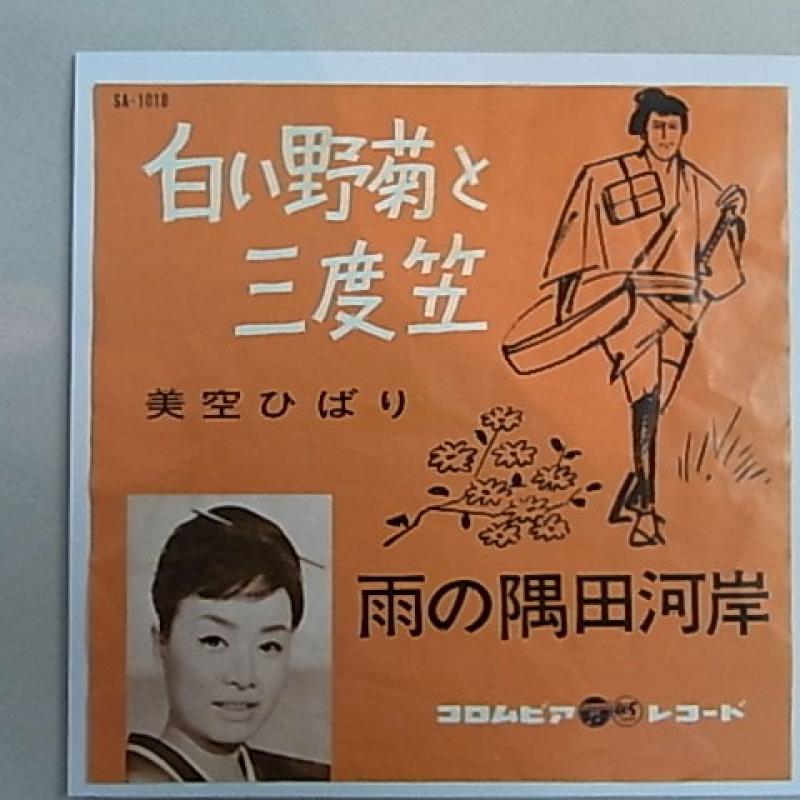 SA-1018
白い野菊と
三度笠
美空ひばり
雨の隅田河岸
コロムビア レコード